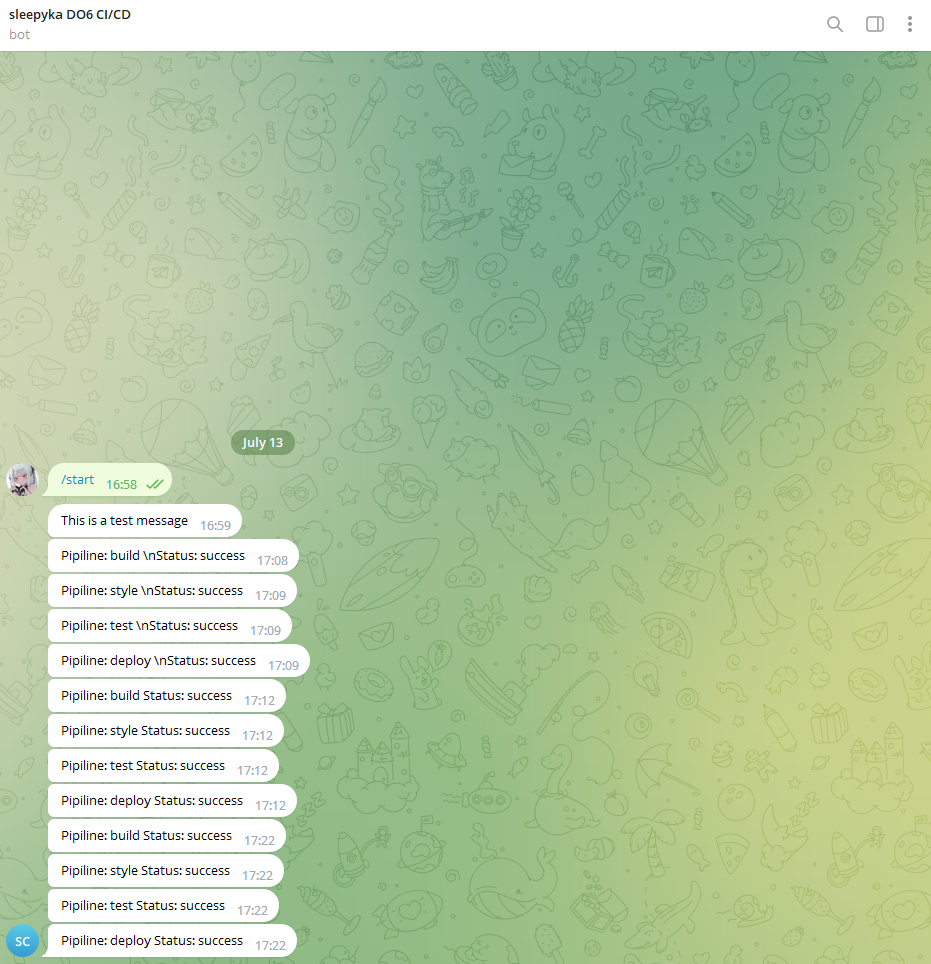 sleepyka DO6 CI/CD
bot
July 13
/start 16:58
This is a test message 16:59
Pipiline: build \nStatus: success 17:08
Pipiline: style \nStatus: success 17:09
Pipiline: test \nStatus: success 17:09
Pipiline: deploy \nStatus: success 17:09
Pipiline: build Status: success 17:12
Pipiline: style Status: success 17:12
Pipiline: test Status: success 17:12
Pipiline: deploy Status: success 17:12
Pipiline: build Status: success 17:22
Pipiline: style Status: success 17:22
Pipiline: test Status: success 17:22
SC Pipiline: deploy Status: success 17:22